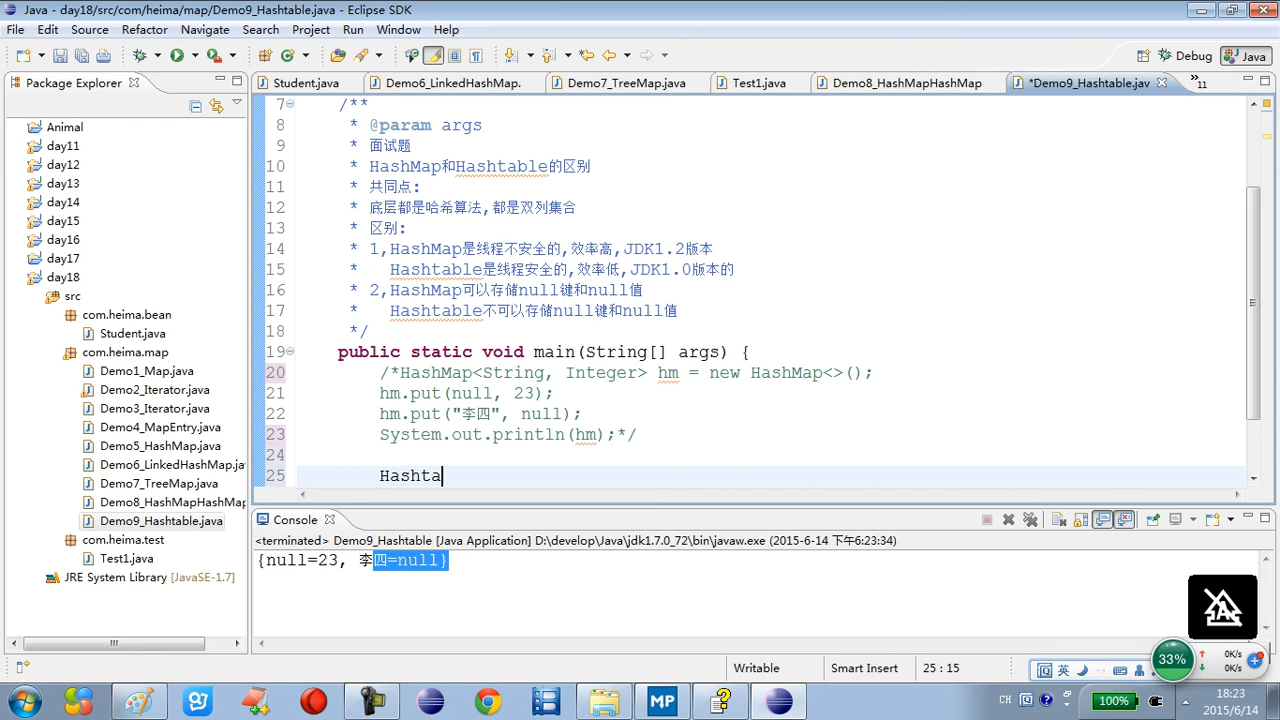 Java - day18/src/com/heima/map/Demo9_Hashtable.java - Eclipse SDK
File Edit Source Refactor Navigate Search Project Run Window Help
Debug Java
Package Explorer
Student.java Demo6_LinkedHashMap. Demo7_TreeMap.java Test1.java Demo8_HashMapHashMap *Demo9_Hashtable.jav 11
Animal
day11
day12
day13
day14
day15
day16
day17
day18
src
com.heima.bean
Student.java
com.heima.map
Demo1_Map.java
Demo2_Iterator.java
Demo3_Iterator.java
Demo4_MapEntry.java
Demo5_HashMap.java
Demo6_LinkedHashMap.ja
Demo7_TreeMap.java
Demo8_HashMapHashMap
Demo9_Hashtable.java
com.heima.test
Test1.java
JRE System Library [JavaSE-1.7]
7 /**
8 * @param args
9 * 面试题
10 * HashMap和Hashtable的区别
11 * 共同点:
12 * 底层都是哈希算法,都是双列集合
13 * 区别:
14 * 1,HashMap是线程不安全的,效率高,JDK1.2版本
15 * Hashtable是线程安全的,效率低,JDK1.0版本的
16 * 2,HashMap可以存储null键和null值
17 * Hashtable不可以存储null键和null值
18 */
19 public static void main(String[] args) {
20 /*HashMap<String, Integer> hm = new HashMap<>();
21 hm.put(null, 23);
22 hm.put("李四", null);
23 System.out.println(hm);*/
24
25 Hashta
Console
<terminated> Demo9_Hashtable [Java Application] D:\develop\Java\jdk1.7.0_72\bin\javaw.exe (2015-6-14 下午6:23:34)
{null=23, 李四=null}
Writable Smart Insert 25 : 15
英
33% 0K/s
0K/s
MP
CH 100% 18:23
2015/6/14